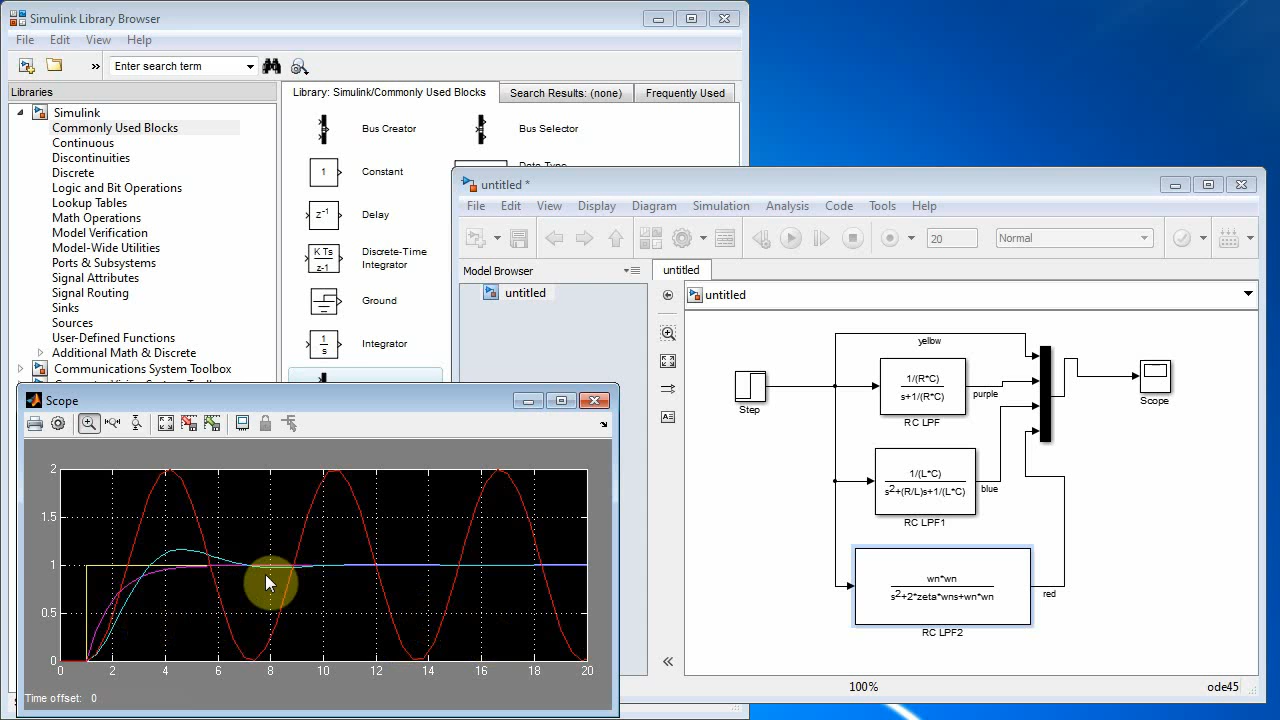 Simulink Library Browser
File Edit View Help
» Enter search term
Libraries
Library: Simulink/Commonly Used Blocks Search Results: (none) Frequently Used
Simulink
Commonly Used Blocks
Continuous
Discontinuities
Discrete
Logic and Bit Operations
Lookup Tables
Math Operations
Model Verification
Model-Wide Utilities
Ports & Subsystems
Signal Attributes
Signal Routing
Sinks
Sources
User-Defined Functions
Additional Math & Discrete
Communications System Toolbox
Bus Creator
Bus Selector
1
Constant
z-1
Delay
K Ts
z-1
Discrete-Time
Integrator
Ground
1
s
Integrator
untitled *
File Edit View Display Diagram Simulation Analysis Code Tools Help
20 Normal
Model Browser
untitled
untitled
untitled
yellow
Step
1/(R*C)
s+1/(R*C)
RC LPF
purple
1/(L*C)
s2+(R/L)s+1/(L*C)
RC LPF1
blue
wn*wn
s2+2*zeta*wns+wn*wn
RC LPF2
red
Scope
100% ode45
Scope
2
1.5
1
0.5
0
0 2 4 6 8 10 12 14 16 18 20
Time offset: 0